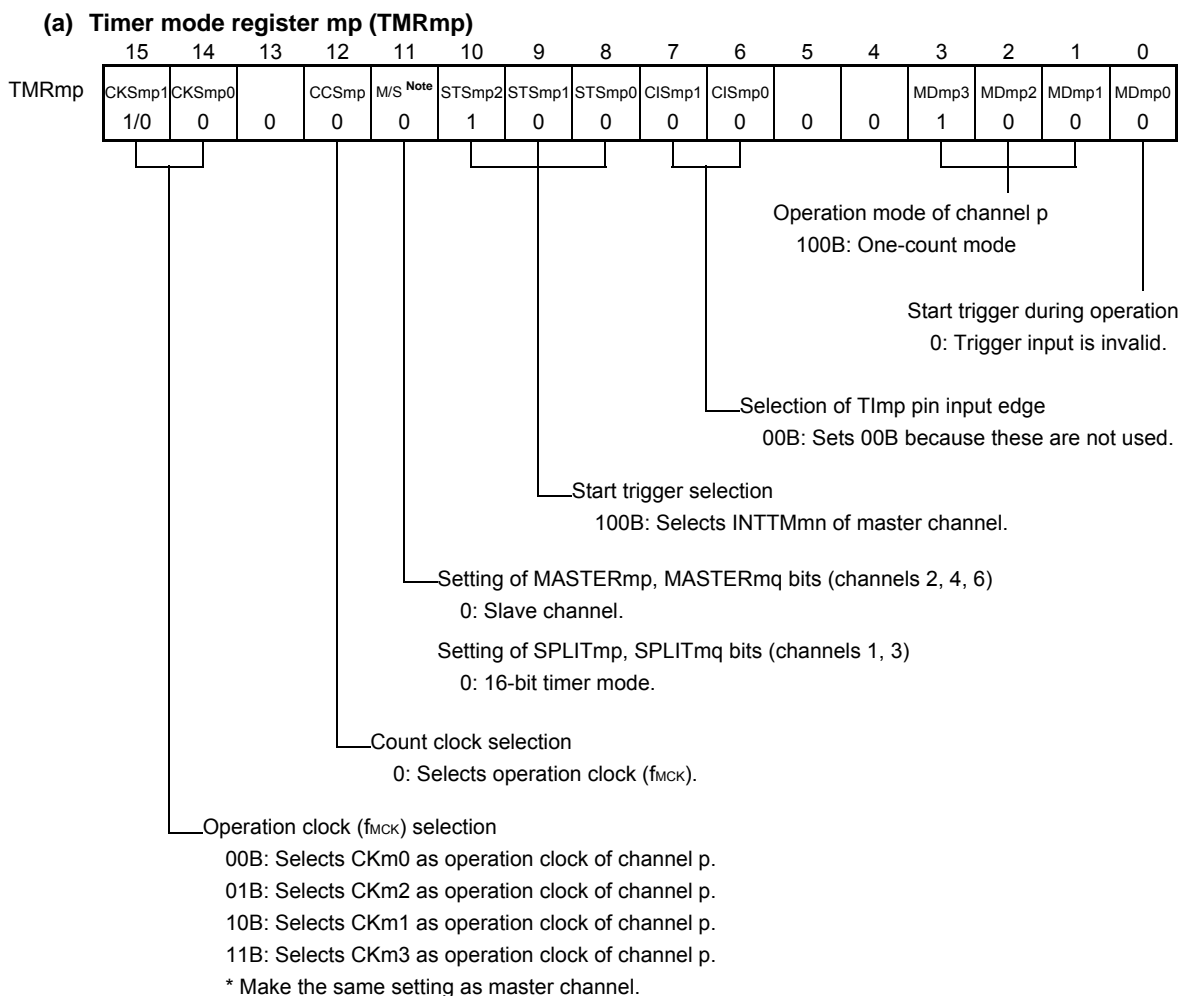 (a) Timer mode register mp (TMRmp)
15 14 13 12 11 10 9 8 7 6 5 4 3 2 1 0
TMRmp CKSmp1 CKSmp0 CCSmp M/S Note STSmp2 STSmp1 STSmp0 CISmp1 CISmp0 MDmp3 MDmp2 MDmp1 MDmp0
1/0 0 0 0 0 1 0 0 0 0 0 0 1 0 0 0
Operation mode of channel p
100B: One-count mode
Start trigger during operation
0: Trigger input is invalid.
Selection of TImp pin input edge
00B: Sets 00B because these are not used.
Start trigger selection
100B: Selects INTTMmn of master channel.
Setting of MASTERmp, MASTERmq bits (channels 2, 4, 6)
0: Slave channel.
Setting of SPLITmp, SPLITmq bits (channels 1, 3)
0: 16-bit timer mode.
Count clock selection
0: Selects operation clock (fMCK).
Operation clock (fMCK) selection
00B: Selects CKm0 as operation clock of channel p.
01B: Selects CKm2 as operation clock of channel p.
10B: Selects CKm1 as operation clock of channel p.
11B: Selects CKm3 as operation clock of channel p.
* Make the same setting as master channel.